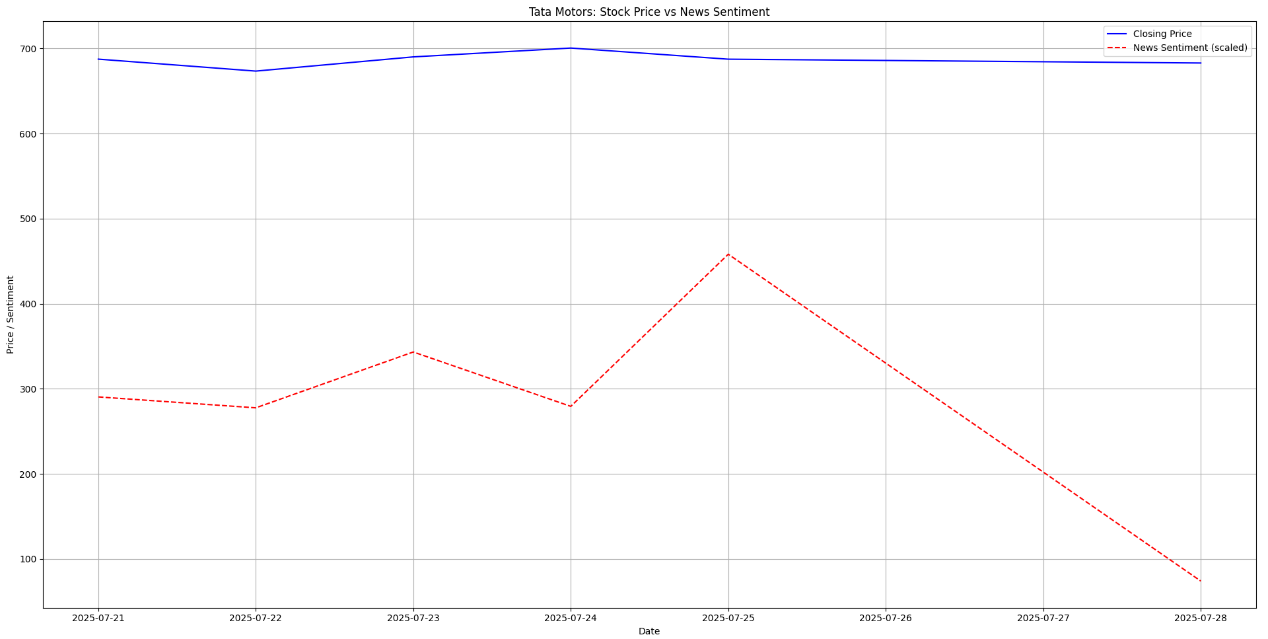 Tata Motors: Stock Price vs News Sentiment
Closing Price
News Sentiment (scaled)
700
600
500
400
300
200
100
Price / Sentiment
2025-07-21 2025-07-22 2025-07-23 2025-07-24 2025-07-25 2025-07-26 2025-07-27 2025-07-28
Date